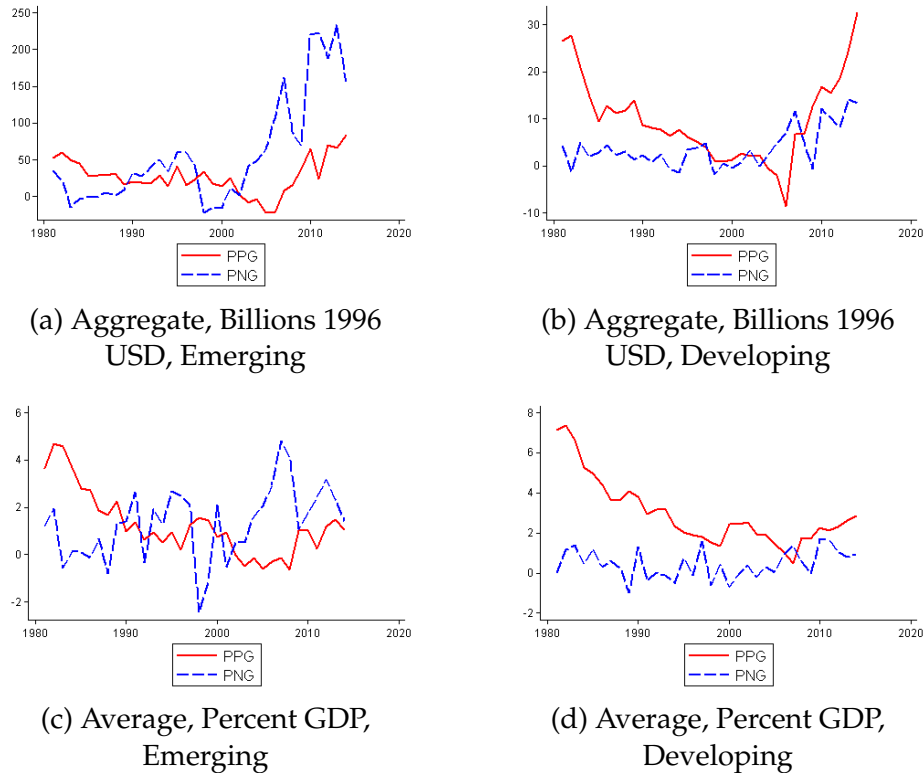 250
200
150
100
50
0
1980 1990 2000 2010 2020
PPG
PNG
(a) Aggregate, Billions 1996
USD, Emerging
30
20
10
0
-10
1980 1990 2000 2010 2020
PPG
PNG
(b) Aggregate, Billions 1996
USD, Developing
6
4
2
0
-2
1980 1990 2000 2010 2020
PPG
PNG
(c) Average, Percent GDP,
Emerging
8
6
4
2
0
-2
1980 1990 2000 2010 2020
PPG
PNG
(d) Average, Percent GDP,
Developing